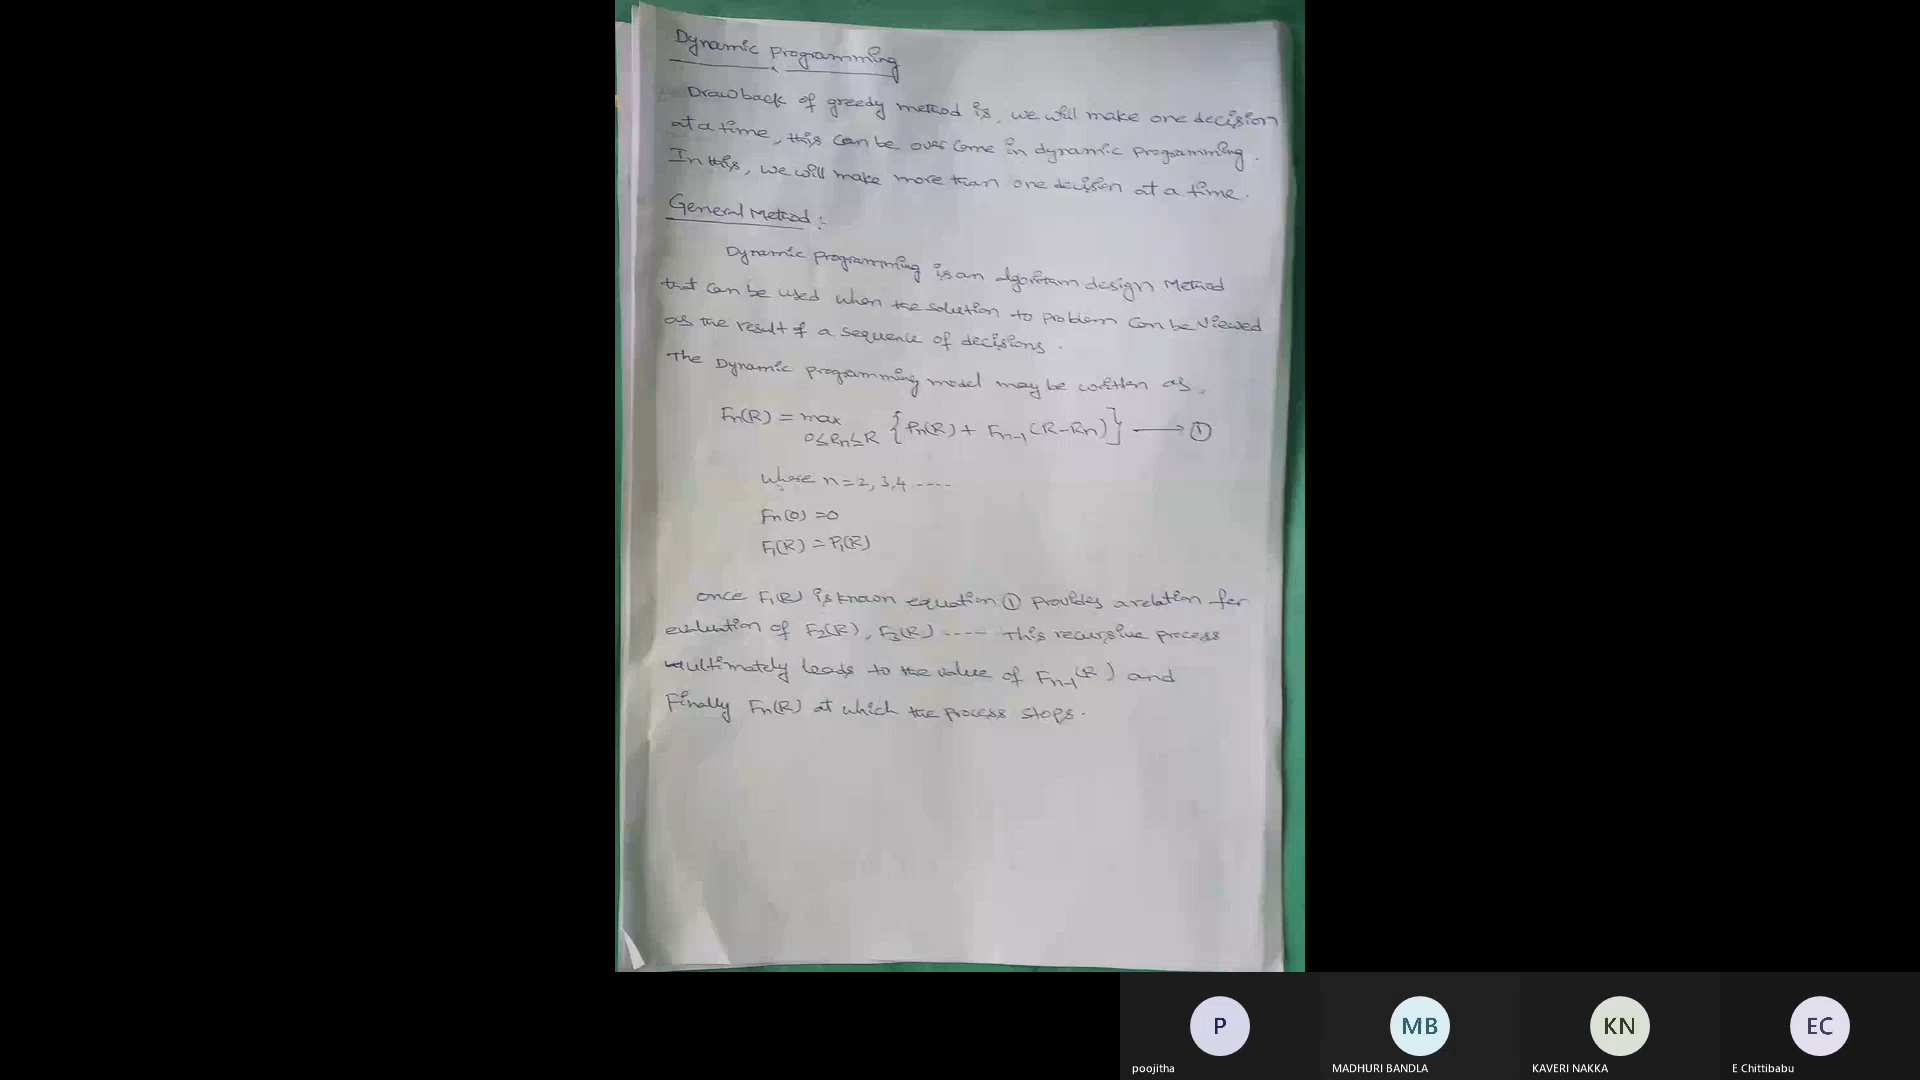 Dynamic Programming
Drawback of greedy method is, we will make one decision
at a time, this can be over come in dynamic programming.
In this, we will make more than one decision at a time.
General Method :
Dynamic programming is an algorithm design Method
that can be used when the solution to problem can be viewed
as the result of a sequence of decisions.
The Dynamic programming model may be written as,
Fn(R) = max {Pn(R) + Fn-1 (R-Rn)} ① 
0≤Rn≤R
where n=2,3,4 ----
Fn(0) =0
F1(R) = P1(R)
once F1(R) is known equation ① provides a relation for
evaluation of F2(R), F3(R) ---- This recursive process
ultimately leads to the value of Fn-1(R) and
Finally Fn(R) at which the process stops.
P MB KN EC
poojitha MADHURI BANDLA KAVERI NAKKA E Chittibabu